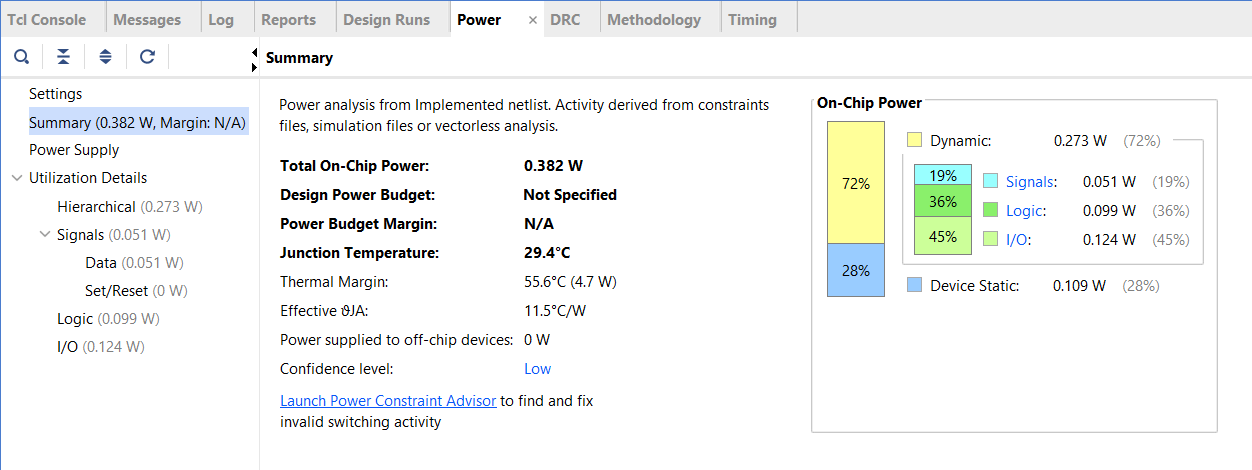 Tcl Console Messages Log Reports Design Runs Power × DRC Methodology Timing
Summary
Settings
Summary (0.382 W, Margin: N/A)
Power Supply
Utilization Details
Hierarchical (0.273 W)
Signals (0.051 W)
Data (0.051 W)
Set/Reset (0 W)
Logic (0.099 W)
I/O (0.124 W)
Power analysis from Implemented netlist. Activity derived from constraints
files, simulation files or vectorless analysis.
Total On-Chip Power: 0.382 W
Design Power Budget: Not Specified
Power Budget Margin: N/A
Junction Temperature: 29.4°C
Thermal Margin: 55.6°C (4.7 W)
Effective ϑJA: 11.5°C/W
Power supplied to off-chip devices: 0 W
Confidence level: Low
Launch Power Constraint Advisor to find and fix
invalid switching activity
On-Chip Power
72%
28%
Dynamic: 0.273 W (72%)
19%
36%
45%
Signals: 0.051 W (19%)
Logic: 0.099 W (36%)
I/O: 0.124 W (45%)
Device Static: 0.109 W (28%)